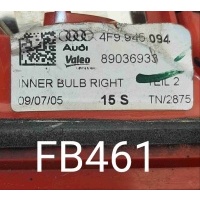 4F9 945 094
Audi
Valeo 89036933
INNER BULB RIGHT TEIL 2
09/07/05 15 S TN/2875
FB461